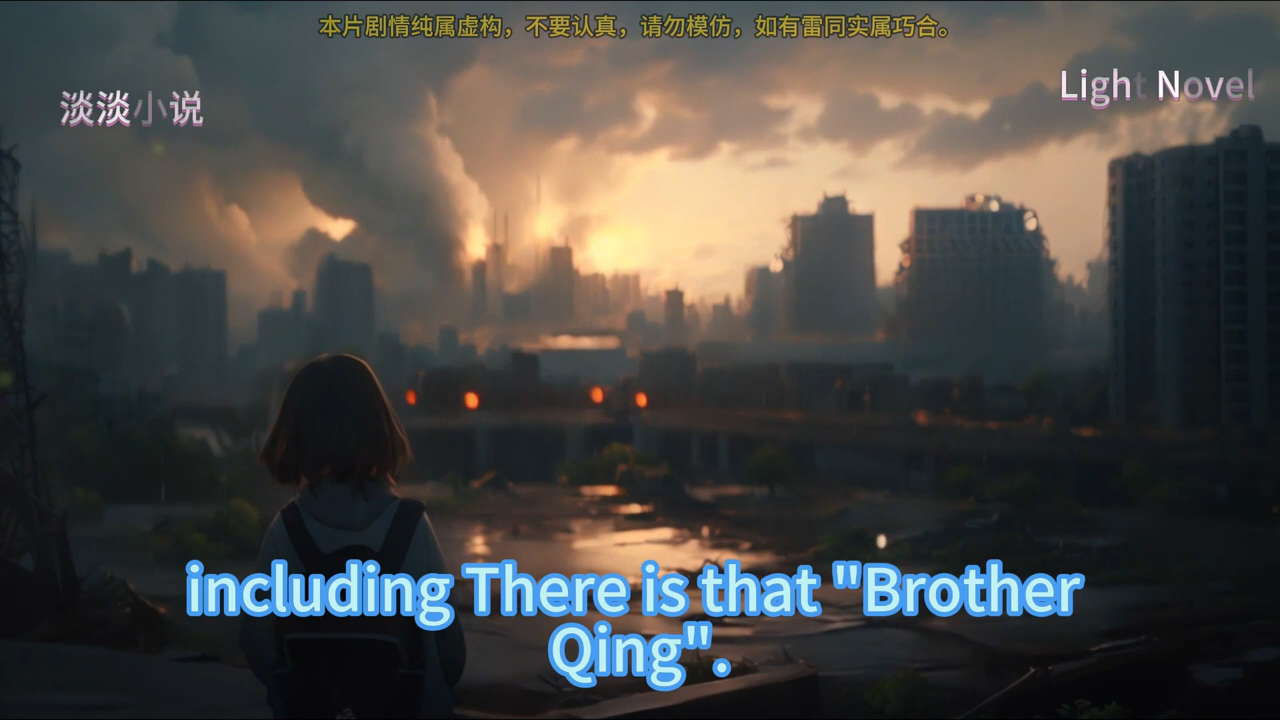 本片剧情纯属虚构，不要认真，请勿模仿，如有雷同实属巧合。
淡淡小说
Light Novel
including There is that "Brother
Qing".